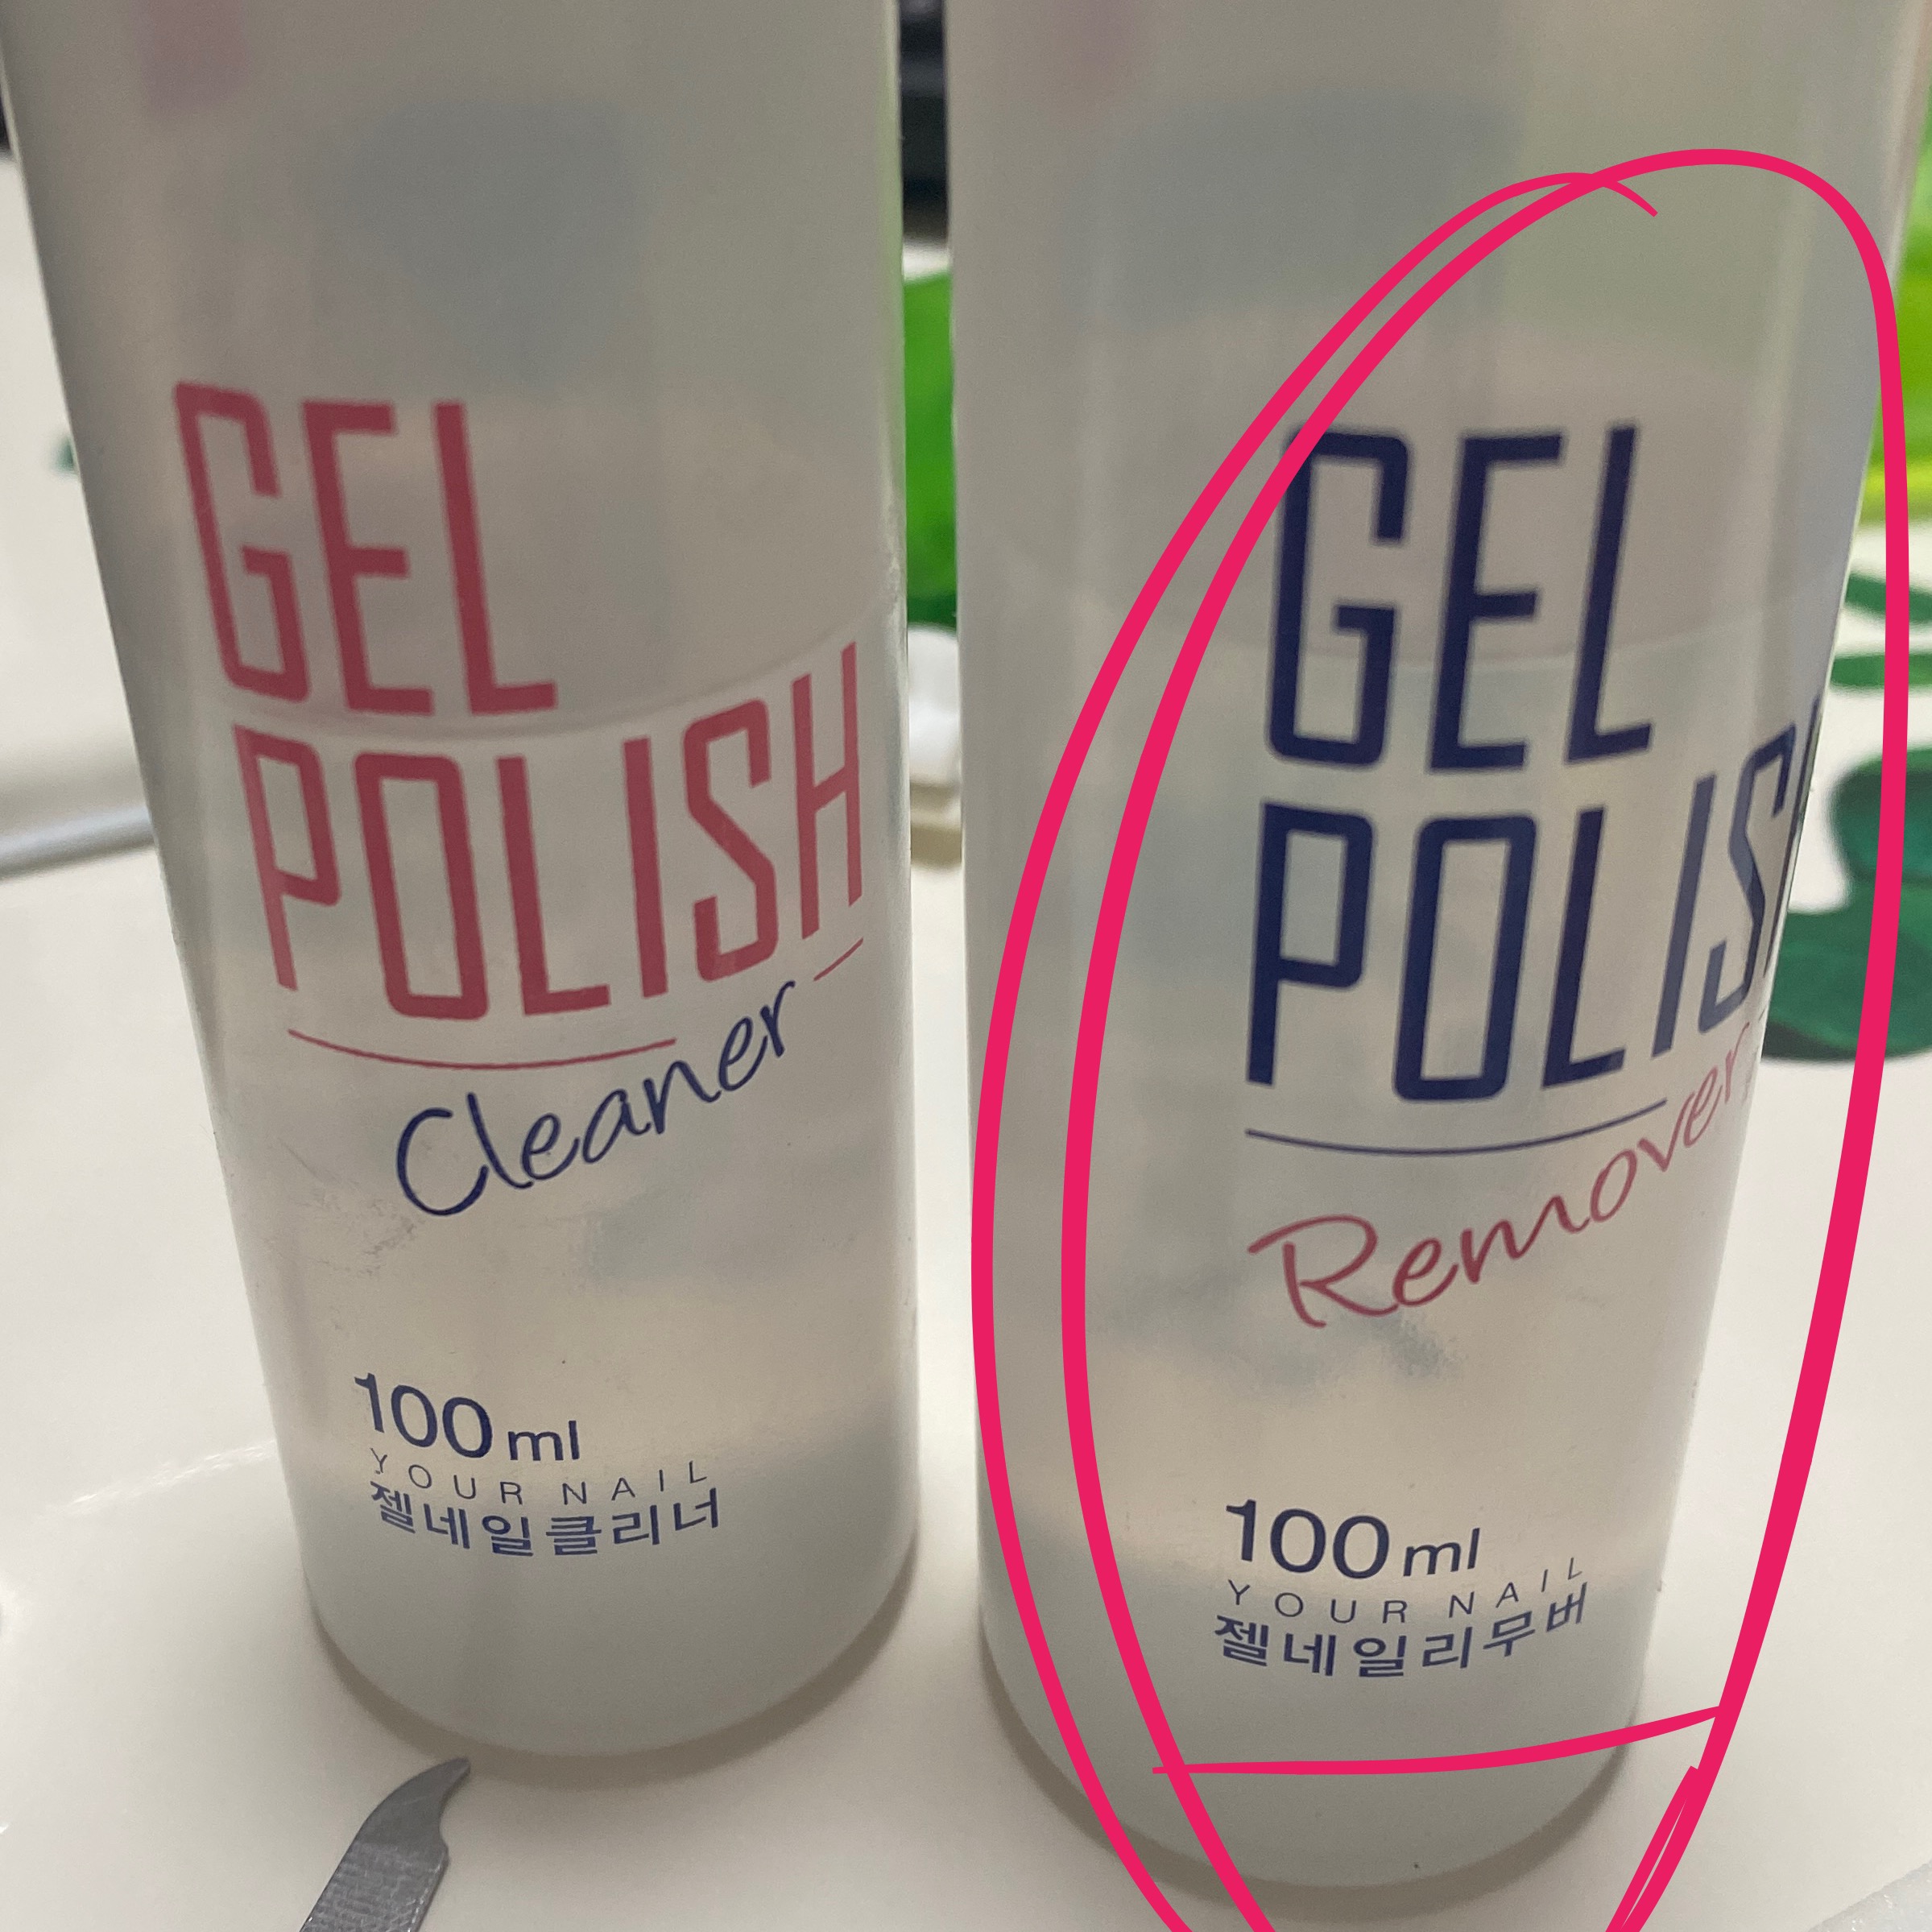 GEL
POLISH
Cleaner
100ml
YOUR NAIL
젤네일클리너
GEL
POLISH
Remover
100ml
YOUR NAIL
젤네일리무버